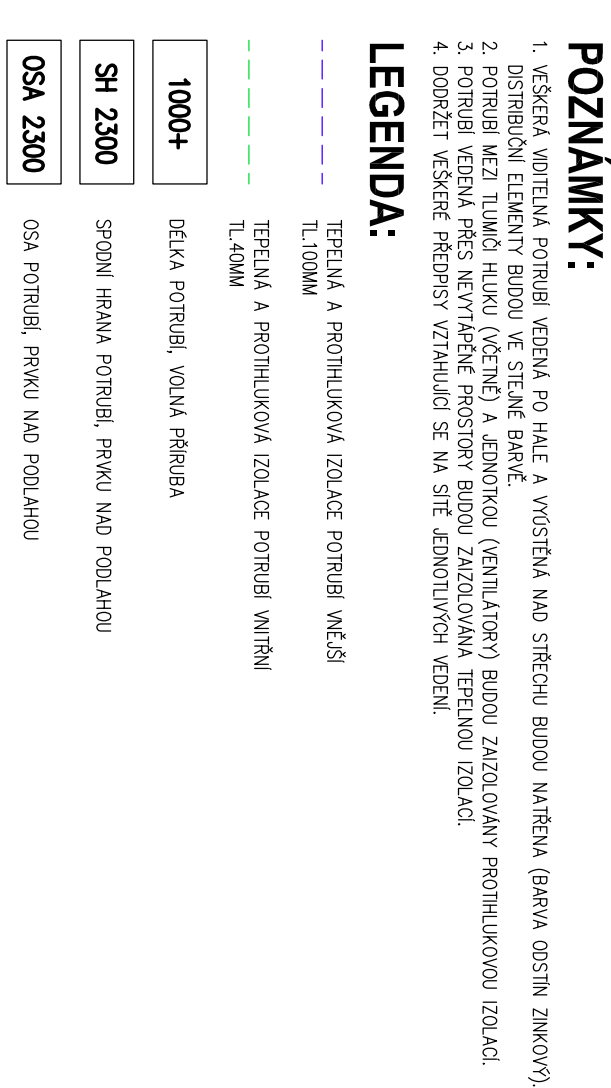 POZNÁMKY:
1. VEŠKERÁ VIDITELNÁ POTRUBÍ VEDENÁ PO HALE A VYÚSTĚNÁ NAD STŘECHU BUDOU NATŘENA (BARVA ODSTÍN ZINKOVÝ).
DISTRIBUČNÍ ELEMENTY BUDOU VE STEJNÉ BARVĚ.
2. POTRUBÍ MEZI TLUMIČI HLUKU (VČETNĚ) A JEDNOTKOU (VENTILÁTORY) BUDOU ZAIZOLOVÁNY PROTIHLUKOVOU IZOLACÍ.
3. POTRUBÍ VEDENÁ PŘES NEVYTÁPĚNÉ PROSTORY BUDOU ZAIZOLOVÁNA TEPELNOU IZOLACÍ.
4. DODRŽET VEŠKERÉ PŘEDPISY VZTAHUJÍCÍ SE NA SÍTĚ JEDNOTLIVÝCH VEDENÍ.
LEGENDA:
TEPELNÁ A PROTIHLUKOVÁ IZOLACE POTRUBÍ VNĚJŠÍ
TL.100MM
TEPELNÁ A PROTIHLUKOVÁ IZOLACE POTRUBÍ VNITŘNÍ
TL.40MM
1000+ DÉLKA POTRUBÍ, VOLNÁ PŘÍRUBA
SH 2300 SPODNÍ HRANA POTRUBÍ, PRVKU NAD PODLAHOU
OSA 2300 OSA POTRUBÍ, PRVKU NAD PODLAHOU